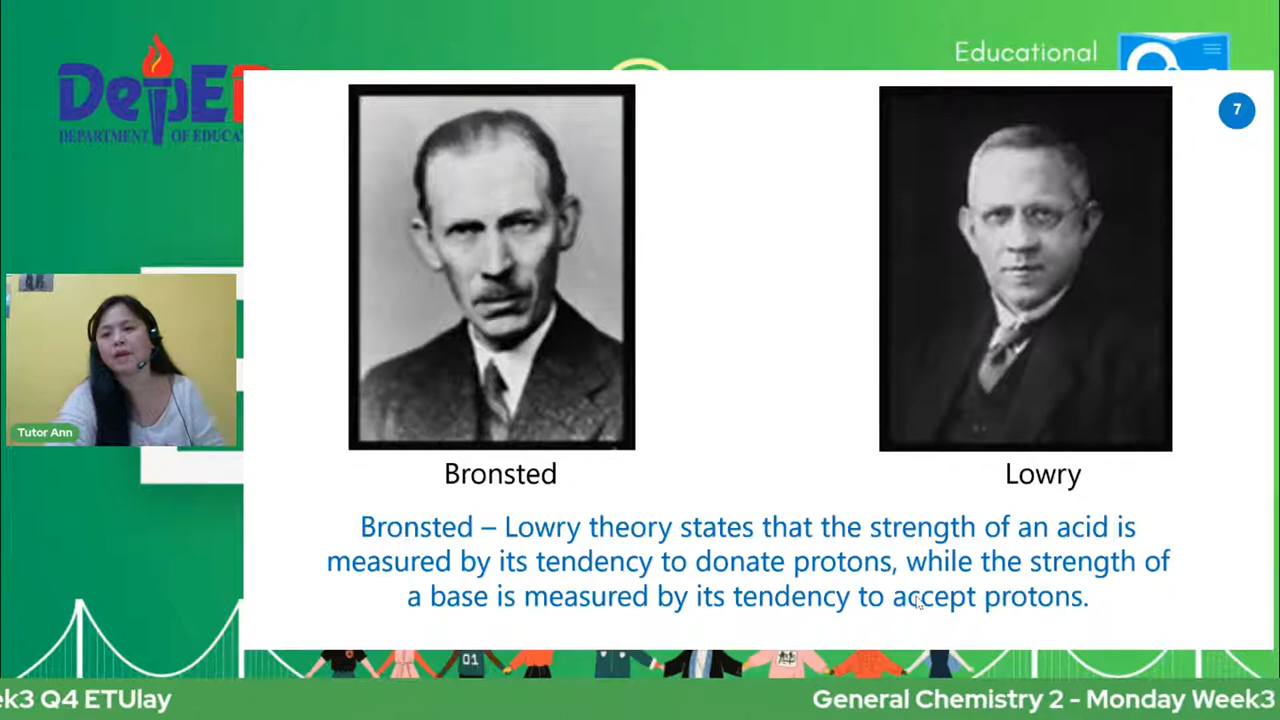 Educational
DepE
DEPARTMENT OF EDUCA
7
Tutor Ann
Bronsted
Lowry
Bronsted – Lowry theory states that the strength of an acid is
measured by its tendency to donate protons, while the strength of
a base is measured by its tendency to accept protons.
01
ek3 Q4 ETUlay
General Chemistry 2 - Monday Week3